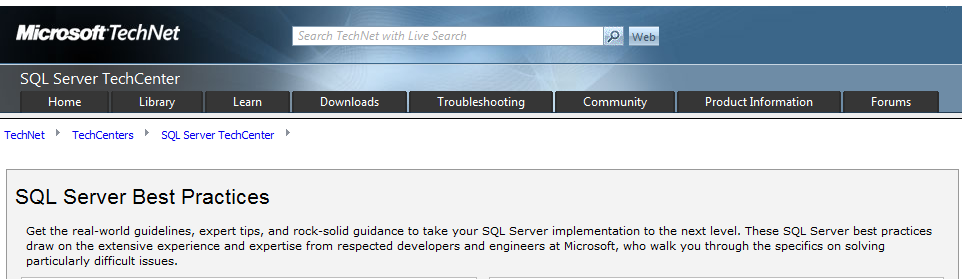 Microsoft TechNet
Search TechNet with Live Search
Web
SQL Server TechCenter
Home Library Learn Downloads Troubleshooting Community Product Information Forums
TechNet TechCenters SQL Server TechCenter
SQL Server Best Practices
Get the real-world guidelines, expert tips, and rock-solid guidance to take your SQL Server implementation to the next level. These SQL Server best practices
draw on the extensive experience and expertise from respected developers and engineers at Microsoft, who walk you through the specifics on solving
particularly difficult issues.